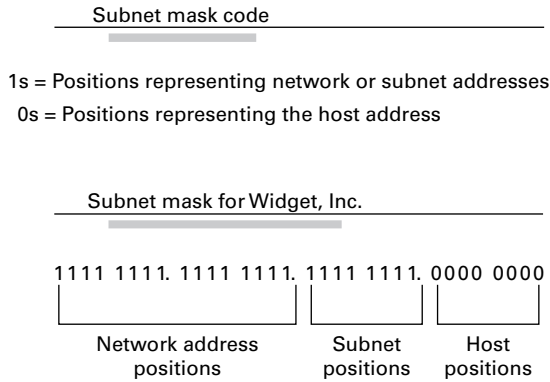 Subnet mask code
1s = Positions representing network or subnet addresses
0s = Positions representing the host address
Subnet mask for Widget, Inc.
1111 1111. 1111 1111. 1111 1111. 0000 0000
Network address positions
Subnet positions
Host positions